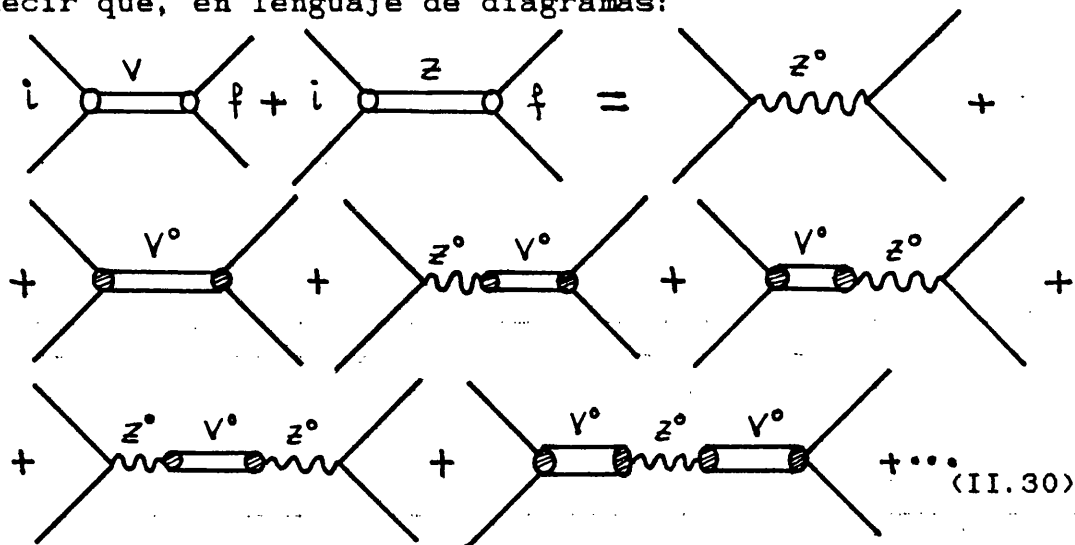 ecir que, en lenguaje de diagramas:
i V f + i Z f = Z° +
+ V° + Z° V° + V° Z° +
+ Z° V° Z° + V° Z° V° +...
(II.30)